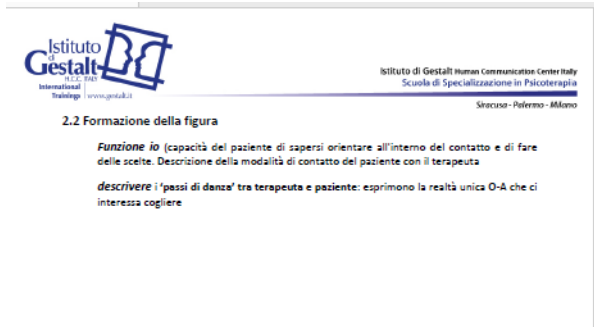 Istituto
di
Gestalt
H.C.C. ITALY
International
Trainings www.gestalt.it
Istituto di Gestalt Human Communication Center Italy
Scuola di Specializzazione in Psicoterapia
Siracusa - Palermo - Milano
2.2 Formazione della figura
Funzione io (capacità del paziente di sapersi orientare all'interno del contatto e di fare
delle scelte. Descrizione della modalità di contatto del paziente con il terapeuta
descrivere i 'passi di danza' tra terapeuta e paziente: esprimono la realtà unica O-A che ci
interessa cogliere